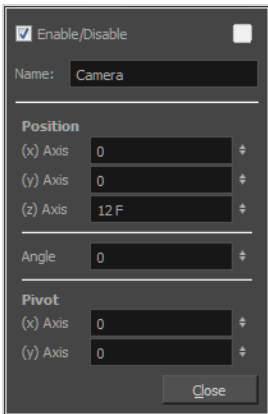 Enable/Disable
Name: Camera
Position
(x) Axis 0
(y) Axis 0
(z) Axis 12 F
Angle 0
Pivot
(x) Axis 0
(y) Axis 0
Close